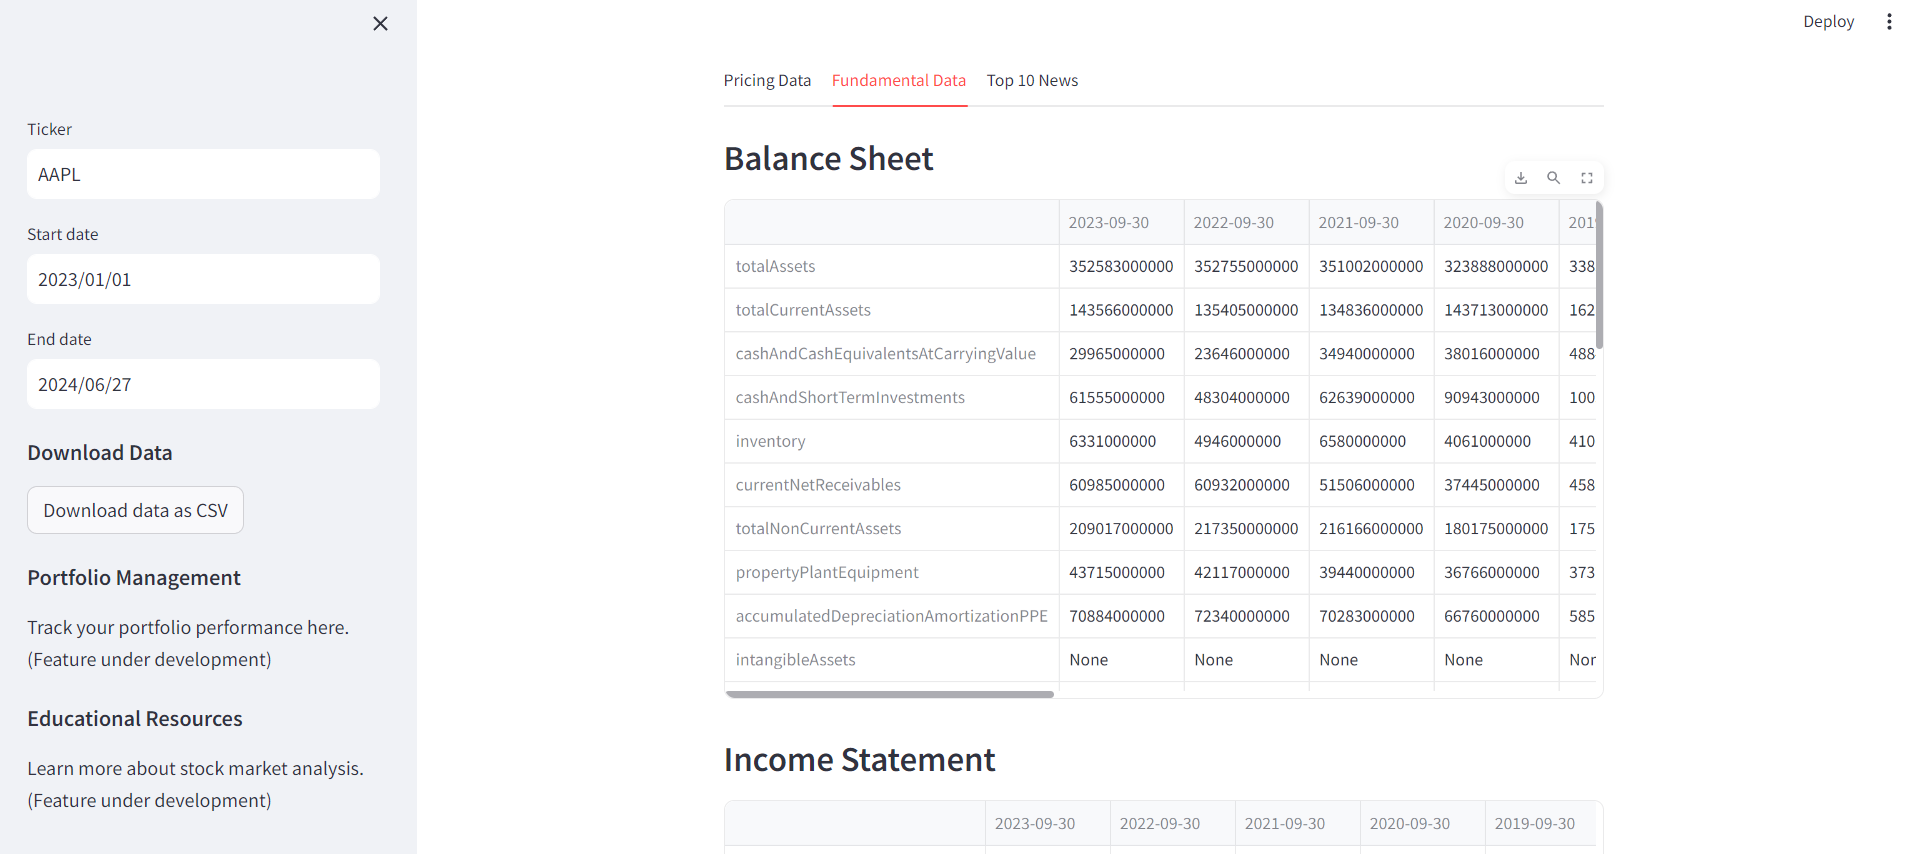 Deploy
Ticker
AAPL
Start date
2023/01/01
End date
2024/06/27
Download Data
Download data as CSV
Portfolio Management
Track your portfolio performance here.
(Feature under development)
Educational Resources
Learn more about stock market analysis.
(Feature under development)
Pricing Data Fundamental Data Top 10 News
Balance Sheet
2023-09-30 2022-09-30 2021-09-30 2020-09-30 201
totalAssets 352583000000 352755000000 351002000000 323888000000 338
totalCurrentAssets 143566000000 135405000000 134836000000 143713000000 162
cashAndCashEquivalentsAtCarryingValue 29965000000 23646000000 34940000000 38016000000 488
cashAndShortTermInvestments 61555000000 48304000000 62639000000 90943000000 100
inventory 6331000000 4946000000 6580000000 4061000000 410
currentNetReceivables 60985000000 60932000000 51506000000 37445000000 458
totalNonCurrentAssets 209017000000 217350000000 216166000000 180175000000 175
propertyPlantEquipment 43715000000 42117000000 39440000000 36766000000 373
accumulatedDepreciationAmortizationPPE 70884000000 72340000000 70283000000 66760000000 585
intangibleAssets None None None None Nor
Income Statement
2023-09-30 2022-09-30 2021-09-30 2020-09-30 2019-09-30